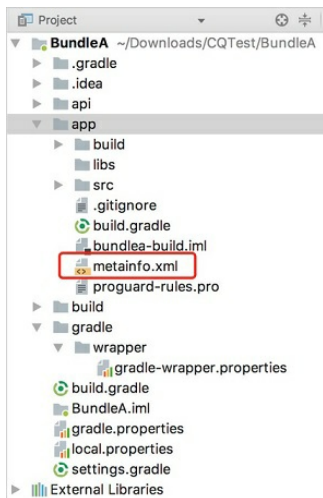 Project
BundleA ~/Downloads/CQTest/BundleA
.gradle
.idea
api
app
build
libs
src
.gitignore
build.gradle
bundlea-build.iml
metainfo.xml
proguard-rules.pro
build
gradle
wrapper
gradle-wrapper.properties
build.gradle
BundleA.iml
gradle.properties
local.properties
settings.gradle
External Libraries